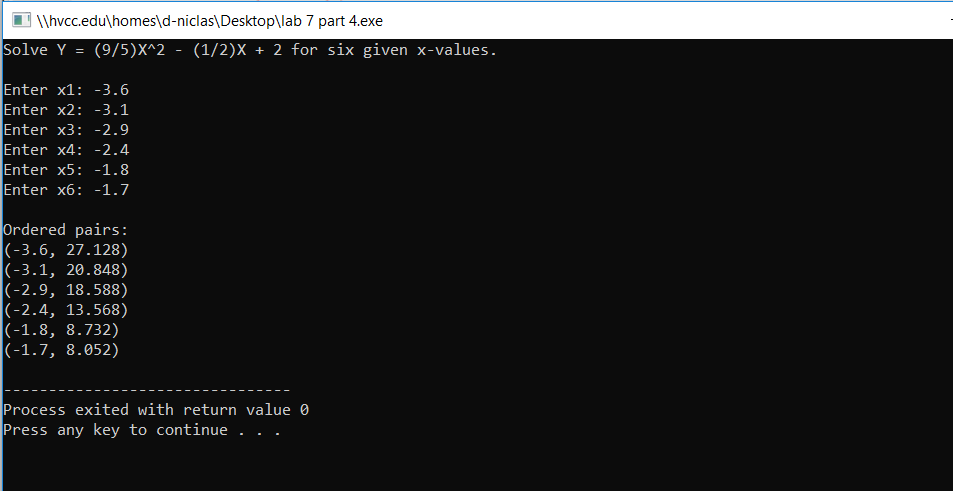 \\hvcc.edu\homes\d-niclas\Desktop\lab 7 part 4.exe
Solve Y = (9/5)X^2 - (1/2)X + 2 for six given x-values.
Enter x1: -3.6
Enter x2: -3.1
Enter x3: -2.9
Enter x4: -2.4
Enter x5: -1.8
Enter x6: -1.7
Ordered pairs:
(-3.6, 27.128)
(-3.1, 20.848)
(-2.9, 18.588)
(-2.4, 13.568)
(-1.8, 8.732)
(-1.7, 8.052)
--------------------------------
Process exited with return value 0
Press any key to continue . . .